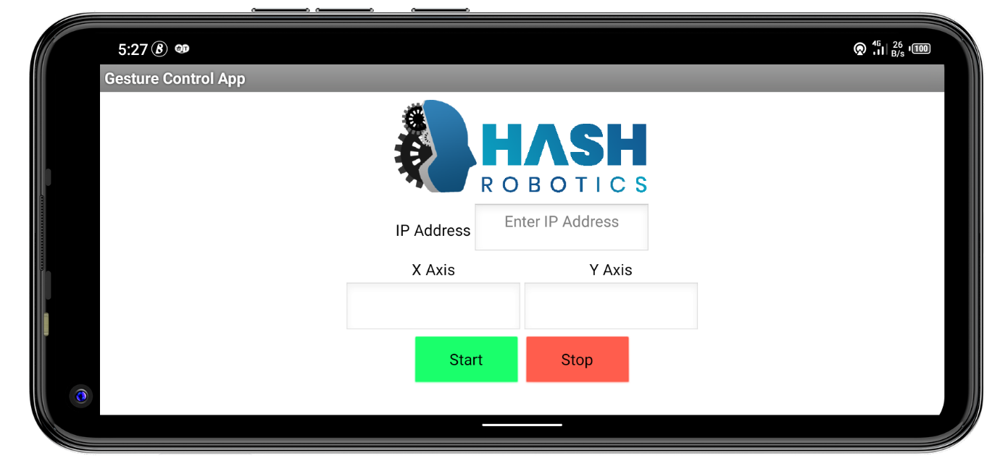 5:27 4G 26 B/s 100
Gesture Control App
HASH
ROBOTICS
IP Address Enter IP Address
X Axis Y Axis
Start Stop